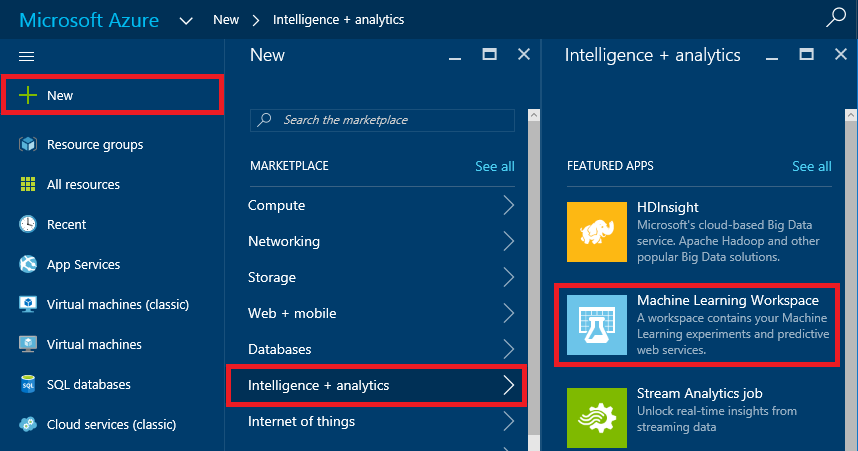 Microsoft Azure
New
Intelligence + analytics
New
Resource groups
All resources
Recent
App Services
Virtual machines (classic)
Virtual machines
SQL
SQL databases
Cloud services (classic)
New
Search the marketplace
MARKETPLACE
See all
Compute
Networking
Storage
Web + mobile
Databases
Intelligence + analytics
Internet of things
Intelligence + analytics
FEATURED APPS
See all
HDInsight
Microsoft's cloud-based Big Data
service. Apache Hadoop and other
popular Big Data solutions.
Machine Learning Workspace
A workspace contains your Machine
Learning experiments and predictive
web services.
Stream Analytics job
Unlock real-time insights from
streaming data